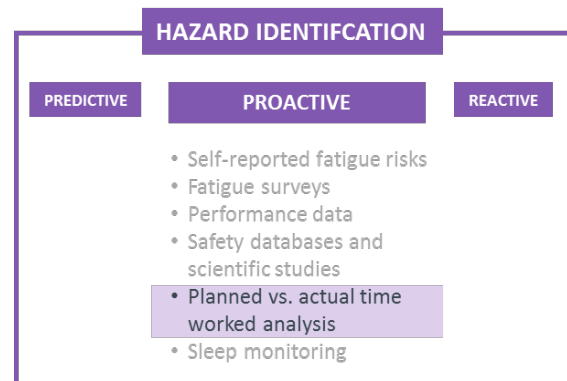 HAZARD IDENTIFCATION
PREDICTIVE
PROACTIVE
REACTIVE
• Self-reported fatigue risks
• Fatigue surveys
• Performance data
• Safety databases and
scientific studies
• Planned vs. actual time
worked analysis
• Sleep monitoring